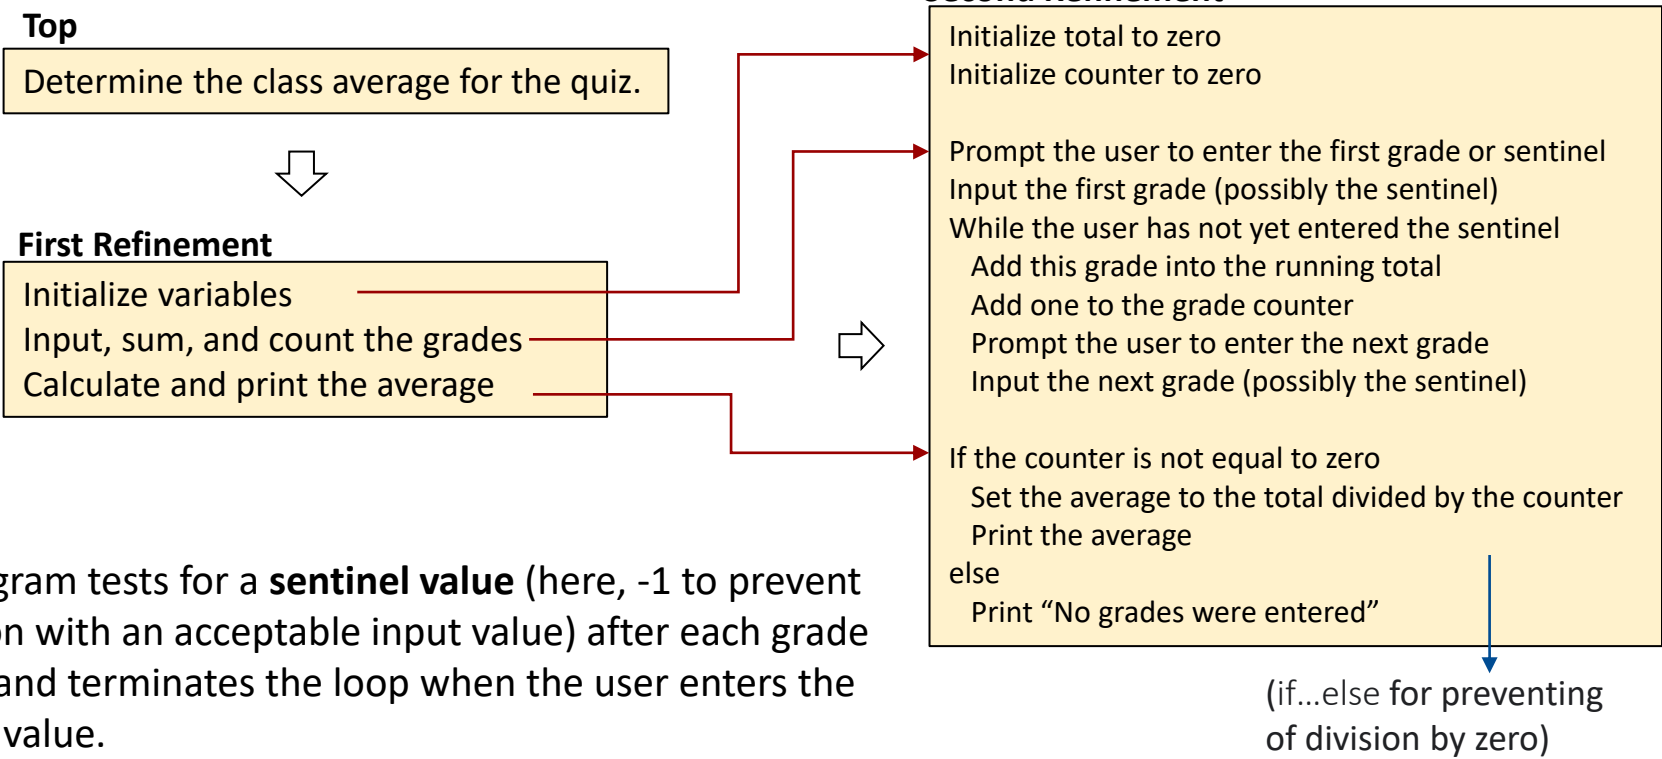 Top
Determine the class average for the quiz.
First Refinement
Initialize variables
Input, sum, and count the grades
Calculate and print the average
Second Refinement
Initialize total to zero
Initialize counter to zero
Prompt the user to enter the first grade or sentinel
Input the first grade (possibly the sentinel)
While the user has not yet entered the sentinel
Add this grade into the running total
Add one to the grade counter
Prompt the user to enter the next grade
Input the next grade (possibly the sentinel)
If the counter is not equal to zero
Set the average to the total divided by the counter
Print the average
else
Print “No grades were entered”
(if...else for preventing
of division by zero)
gram tests for a sentinel value (here, -1 to prevent
on with an acceptable input value) after each grade
and terminates the loop when the user enters the
value.